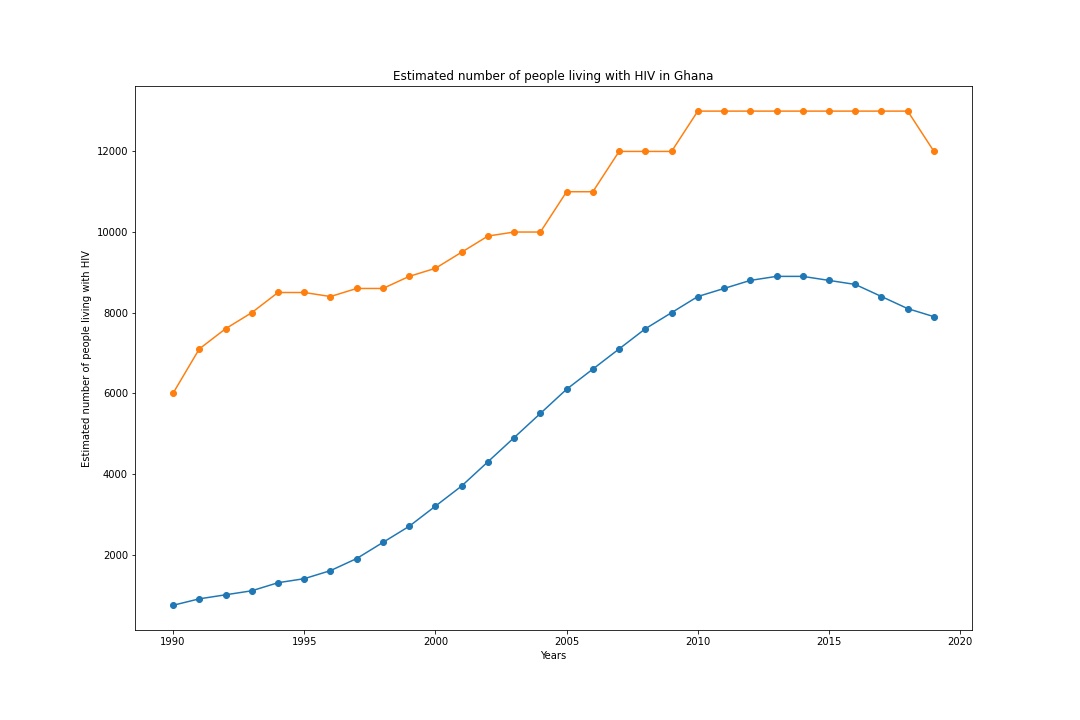 Estimated number of people living with HIV in Ghana
12000
10000
8000
6000
4000
2000
Estimated number of people living with HIV
1990 1995 2000 2005 2010 2015 2020
Years